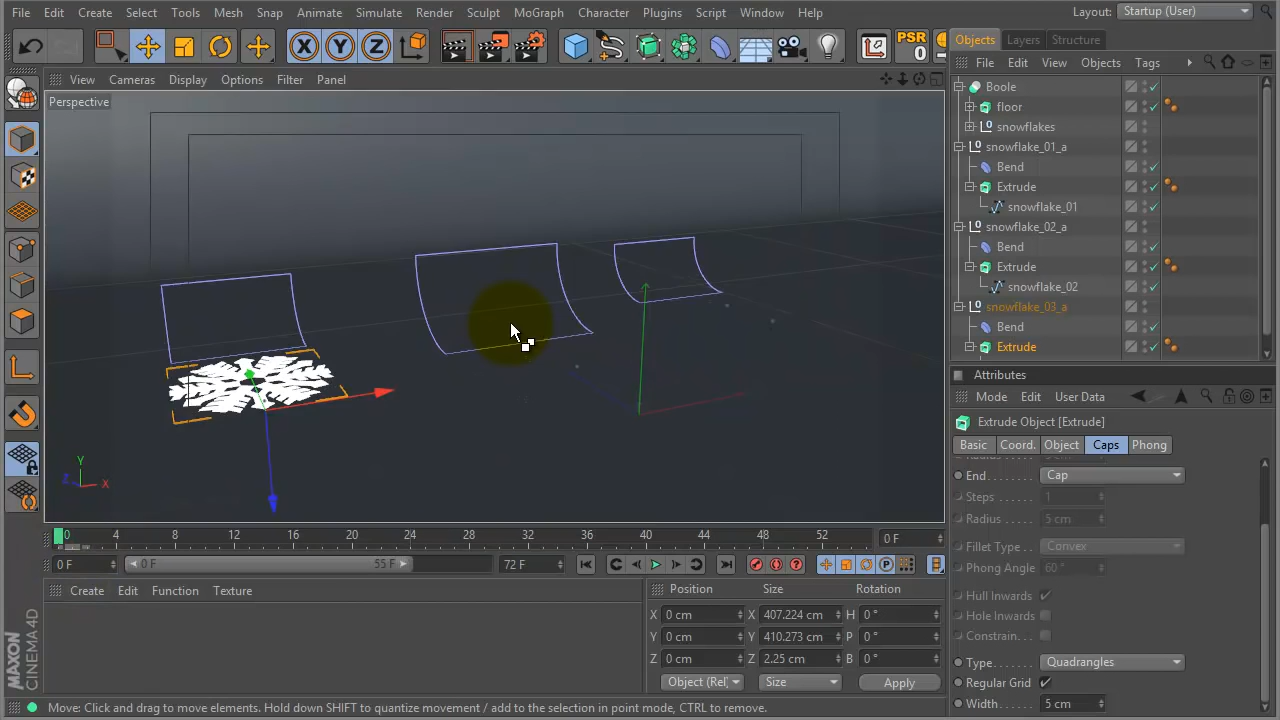 File Edit Create Select Tools Mesh Snap Animate Simulate Render Sculpt MoGraph Character Plugins Script Window Help Layout: Startup (User)
X Y Z PSR 0
Objects Layers Structure
File Edit View Objects Tags
View Cameras Display Options Filter Panel
Perspective
Boole
floor
snowflakes
snowflake_01_a
Bend
Extrude
snowflake_01
snowflake_02_a
Bend
Extrude
snowflake_02
snowflake_03_a
Bend
Extrude
Attributes
Mode Edit User Data
Extrude Object [Extrude]
Basic Coord. Object Caps Phong
End Cap
Steps 1
Radius 5 cm
Fillet Type Convex
Phong Angle 60 °
Hull Inwards
Hole Inwards
Constrain
Type Quadrangles
Regular Grid
Width 5 cm
Y
Z X
0 4 8 12 16 20 24 28 32 36 40 44 48 52 0 F
0 F 0 F 55 F 72 F
Create Edit Function Texture
Position Size Rotation
X 0 cm X 407.224 cm H 0 °
Y 0 cm Y 410.273 cm P 0 °
Z 0 cm Z 2.25 cm B 0 °
Object (Rel) Size Apply
MAXON
CINEMA 4D
Move: Click and drag to move elements. Hold down SHIFT to quantize movement / add to the selection in point mode, CTRL to remove.